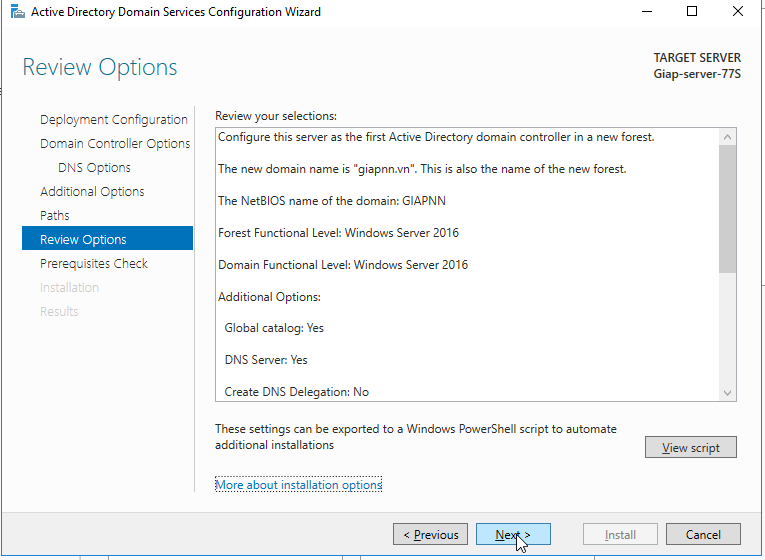 Active Directory Domain Services Configuration Wizard
Review Options
TARGET SERVER
Giap-server-77S
Deployment Configuration
Domain Controller Options
DNS Options
Additional Options
Paths
Review Options
Prerequisites Check
Installation
Results
Review your selections:
Configure this server as the first Active Directory domain controller in a new forest.
The new domain name is "giapnn.vn". This is also the name of the new forest.
The NetBIOS name of the domain: GIAPNN
Forest Functional Level: Windows Server 2016
Domain Functional Level: Windows Server 2016
Additional Options:
Global catalog: Yes
DNS Server: Yes
Create DNS Delegation: No
These settings can be exported to a Windows PowerShell script to automate
additional installations
View script
More about installation options
< Previous
Next >
Install
Cancel